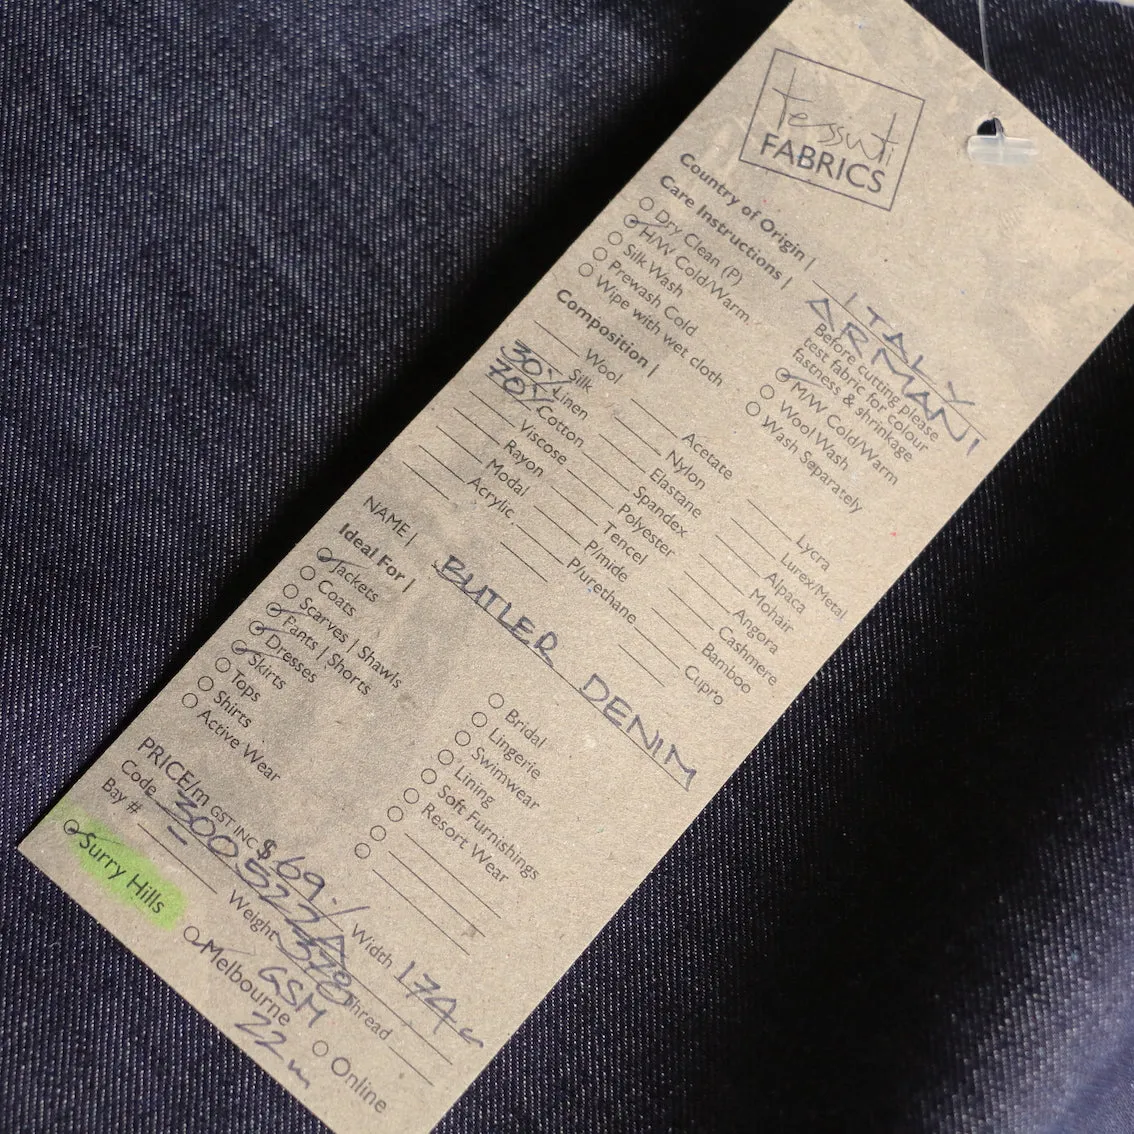 tessuti
FABRICS
Country of Origin | ITALY
Care Instructions | ARMANI
Dry Clean (P)
H/W Cold/Warm
Silk Wash
Prewash Cold
Wipe with wet cloth
Before cutting please
test fabric for colour
fastness & shrinkage
M/W Cold/Warm
Wool Wash
Wash Separately
Composition |
Wool
Silk
30% Linen
70% Cotton
Viscose
Rayon
Modal
Acrylic
Acetate
Nylon
Elastane
Spandex
Polyester
Tencel
P/mide
P/urethane
Lycra
Lurex/Metal
Alpaca
Mohair
Angora
Cashmere
Bamboo
Cupro
NAME | BUTLER DENIM
Ideal For |
Jackets
Coats
Scarves | Shawls
Pants | Shorts
Dresses
Skirts
Tops
Shirts
Active Wear
Bridal
Lingerie
Swimwear
Lining
Soft Furnishings
Resort Wear
PRICE/m GST INC $69./ Width 174
Code 300522A
Bay # Weight 378 GSM Thread
Surry Hills Melbourne Online
22m